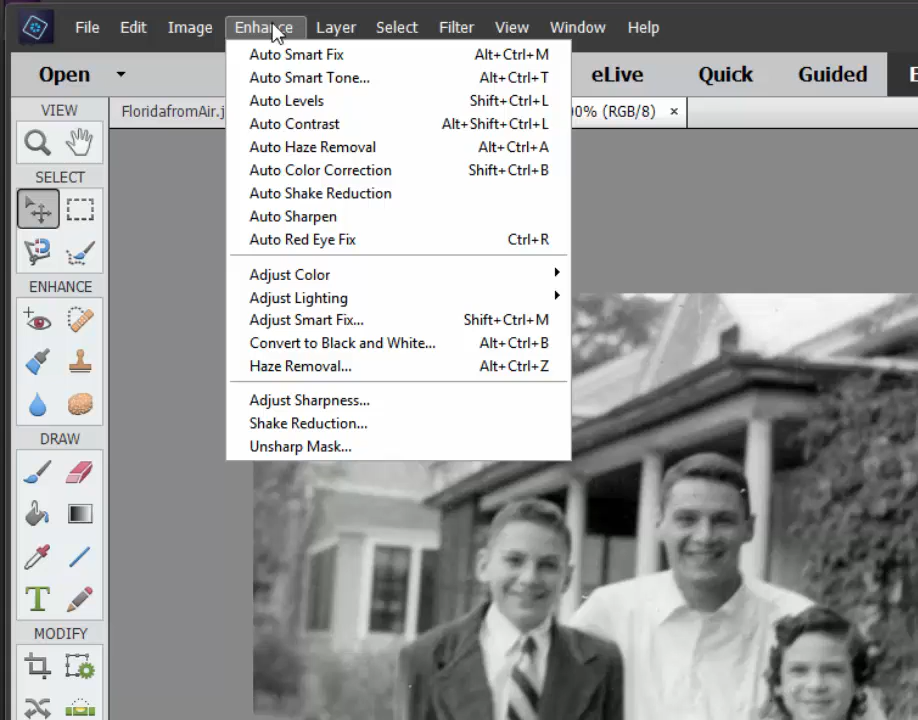 File Edit Image Enhance Layer Select Filter View Window Help
Open eLive Quick Guided E
FloridafromAir.j 00% (RGB/8) ×
VIEW
SELECT
ENHANCE
DRAW
T
MODIFY
Auto Smart Fix Alt+Ctrl+M
Auto Smart Tone... Alt+Ctrl+T
Auto Levels Shift+Ctrl+L
Auto Contrast Alt+Shift+Ctrl+L
Auto Haze Removal Alt+Ctrl+A
Auto Color Correction Shift+Ctrl+B
Auto Shake Reduction
Auto Sharpen
Auto Red Eye Fix Ctrl+R
Adjust Color
Adjust Lighting
Adjust Smart Fix... Shift+Ctrl+M
Convert to Black and White... Alt+Ctrl+B
Haze Removal... Alt+Ctrl+Z
Adjust Sharpness...
Shake Reduction...
Unsharp Mask...